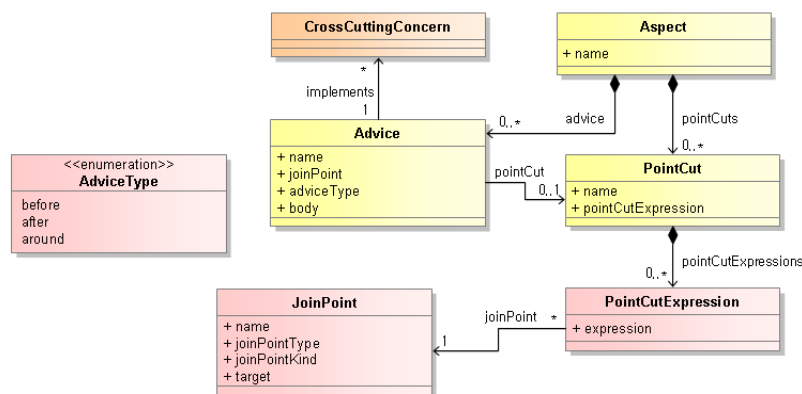 CrossCuttingConcern
Aspect
+ name
*
implements
1
advice
0..*
pointCuts
0..*
Advice
+ name
+ joinPoint
+ adviceType
+ body
pointCut
0..1
PointCut
+ name
+ pointCutExpression
<<enumeration>>
AdviceType
before
after
around
pointCutExpressions
0..*
JoinPoint
+ name
+ joinPointType
+ joinPointKind
+ target
joinPoint
*
1
PointCutExpression
+ expression